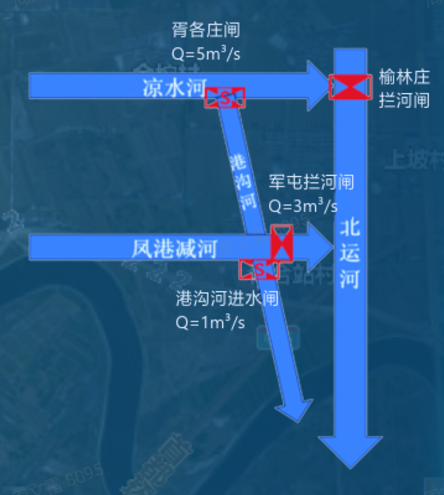 胥各庄闸
Q=5m³/s
凉水河
S
榆林庄
拦河闸
上坡村
港沟河
军屯拦河闸
Q=3m³/s
凤港减河
北运河
S
港沟河进水闸
Q=1m³/s